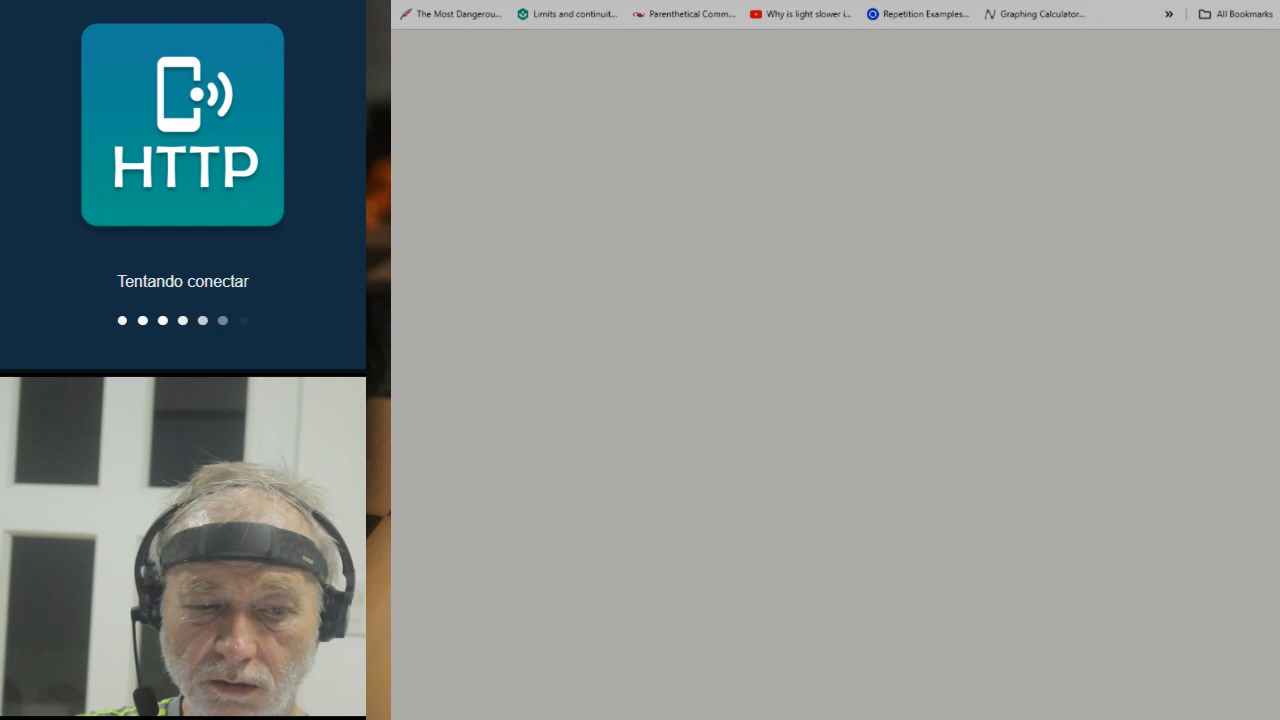 HTTP
Tentando conectar
The Most Dangerou... Limits and continuit... Parenthetical Comm... Why is light slower i... Repetition Examples... Graphing Calculator... » All Bookmarks